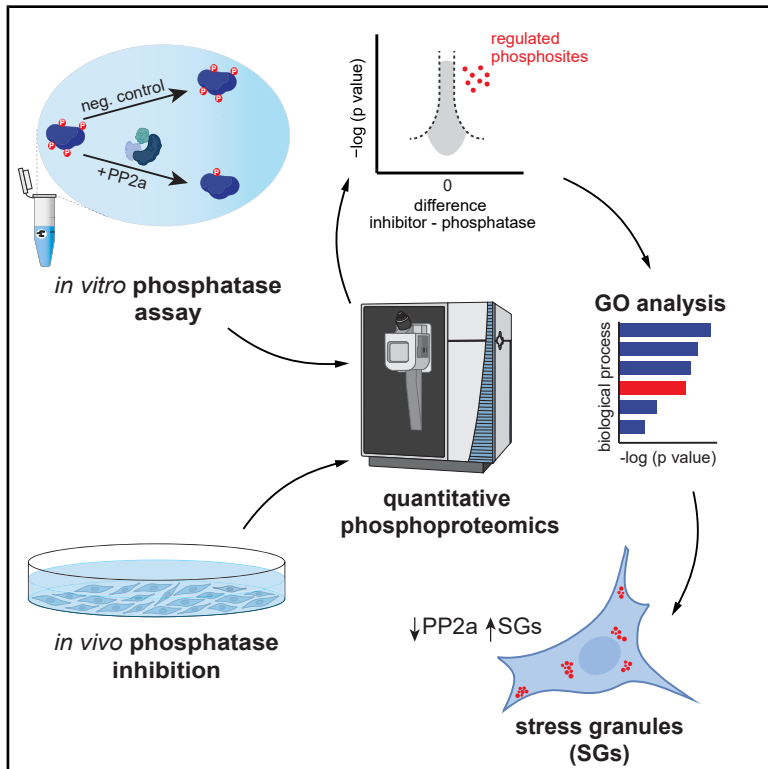 P
P
P
P
P
neg. control
P
P
P
P
P
+PP2a
P
in vitro phosphatase
assay
regulated
phosphosites
−log (p value)
0
difference
inhibitor - phosphatase
GO analysis
biological process
-log (p value)
quantitative
phosphoproteomics
in vivo phosphatase
inhibition
↓PP2a ↑SGs
stress granules
(SGs)